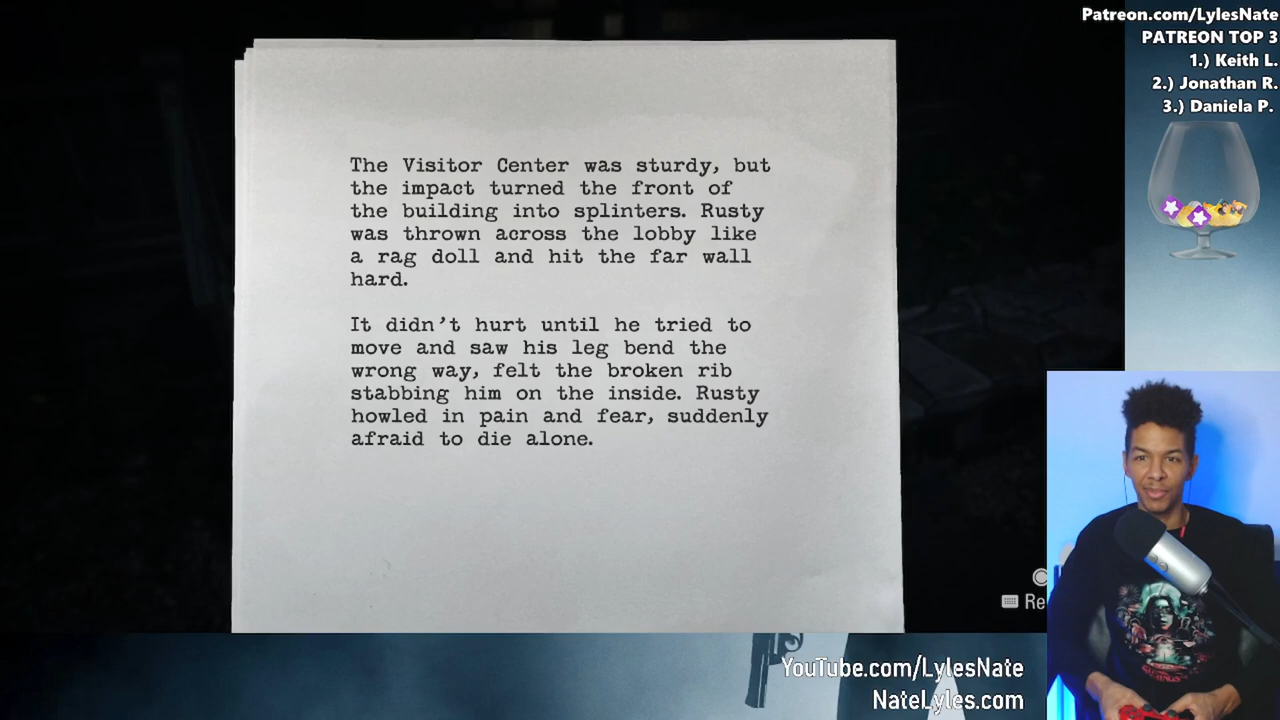 Patreon.com/LylesNate
PATREON TOP 3
1.) Keith L.
2.) Jonathan R.
3.) Daniela P.
The Visitor Center was sturdy, but
the impact turned the front of
the building into splinters. Rusty
was thrown across the lobby like
a rag doll and hit the far wall
hard.
It didn't hurt until he tried to
move and saw his leg bend the
wrong way, felt the broken rib
stabbing him on the inside. Rusty
howled in pain and fear, suddenly
afraid to die alone.
Re
YouTube.com/LylesNate
NateLyles.com